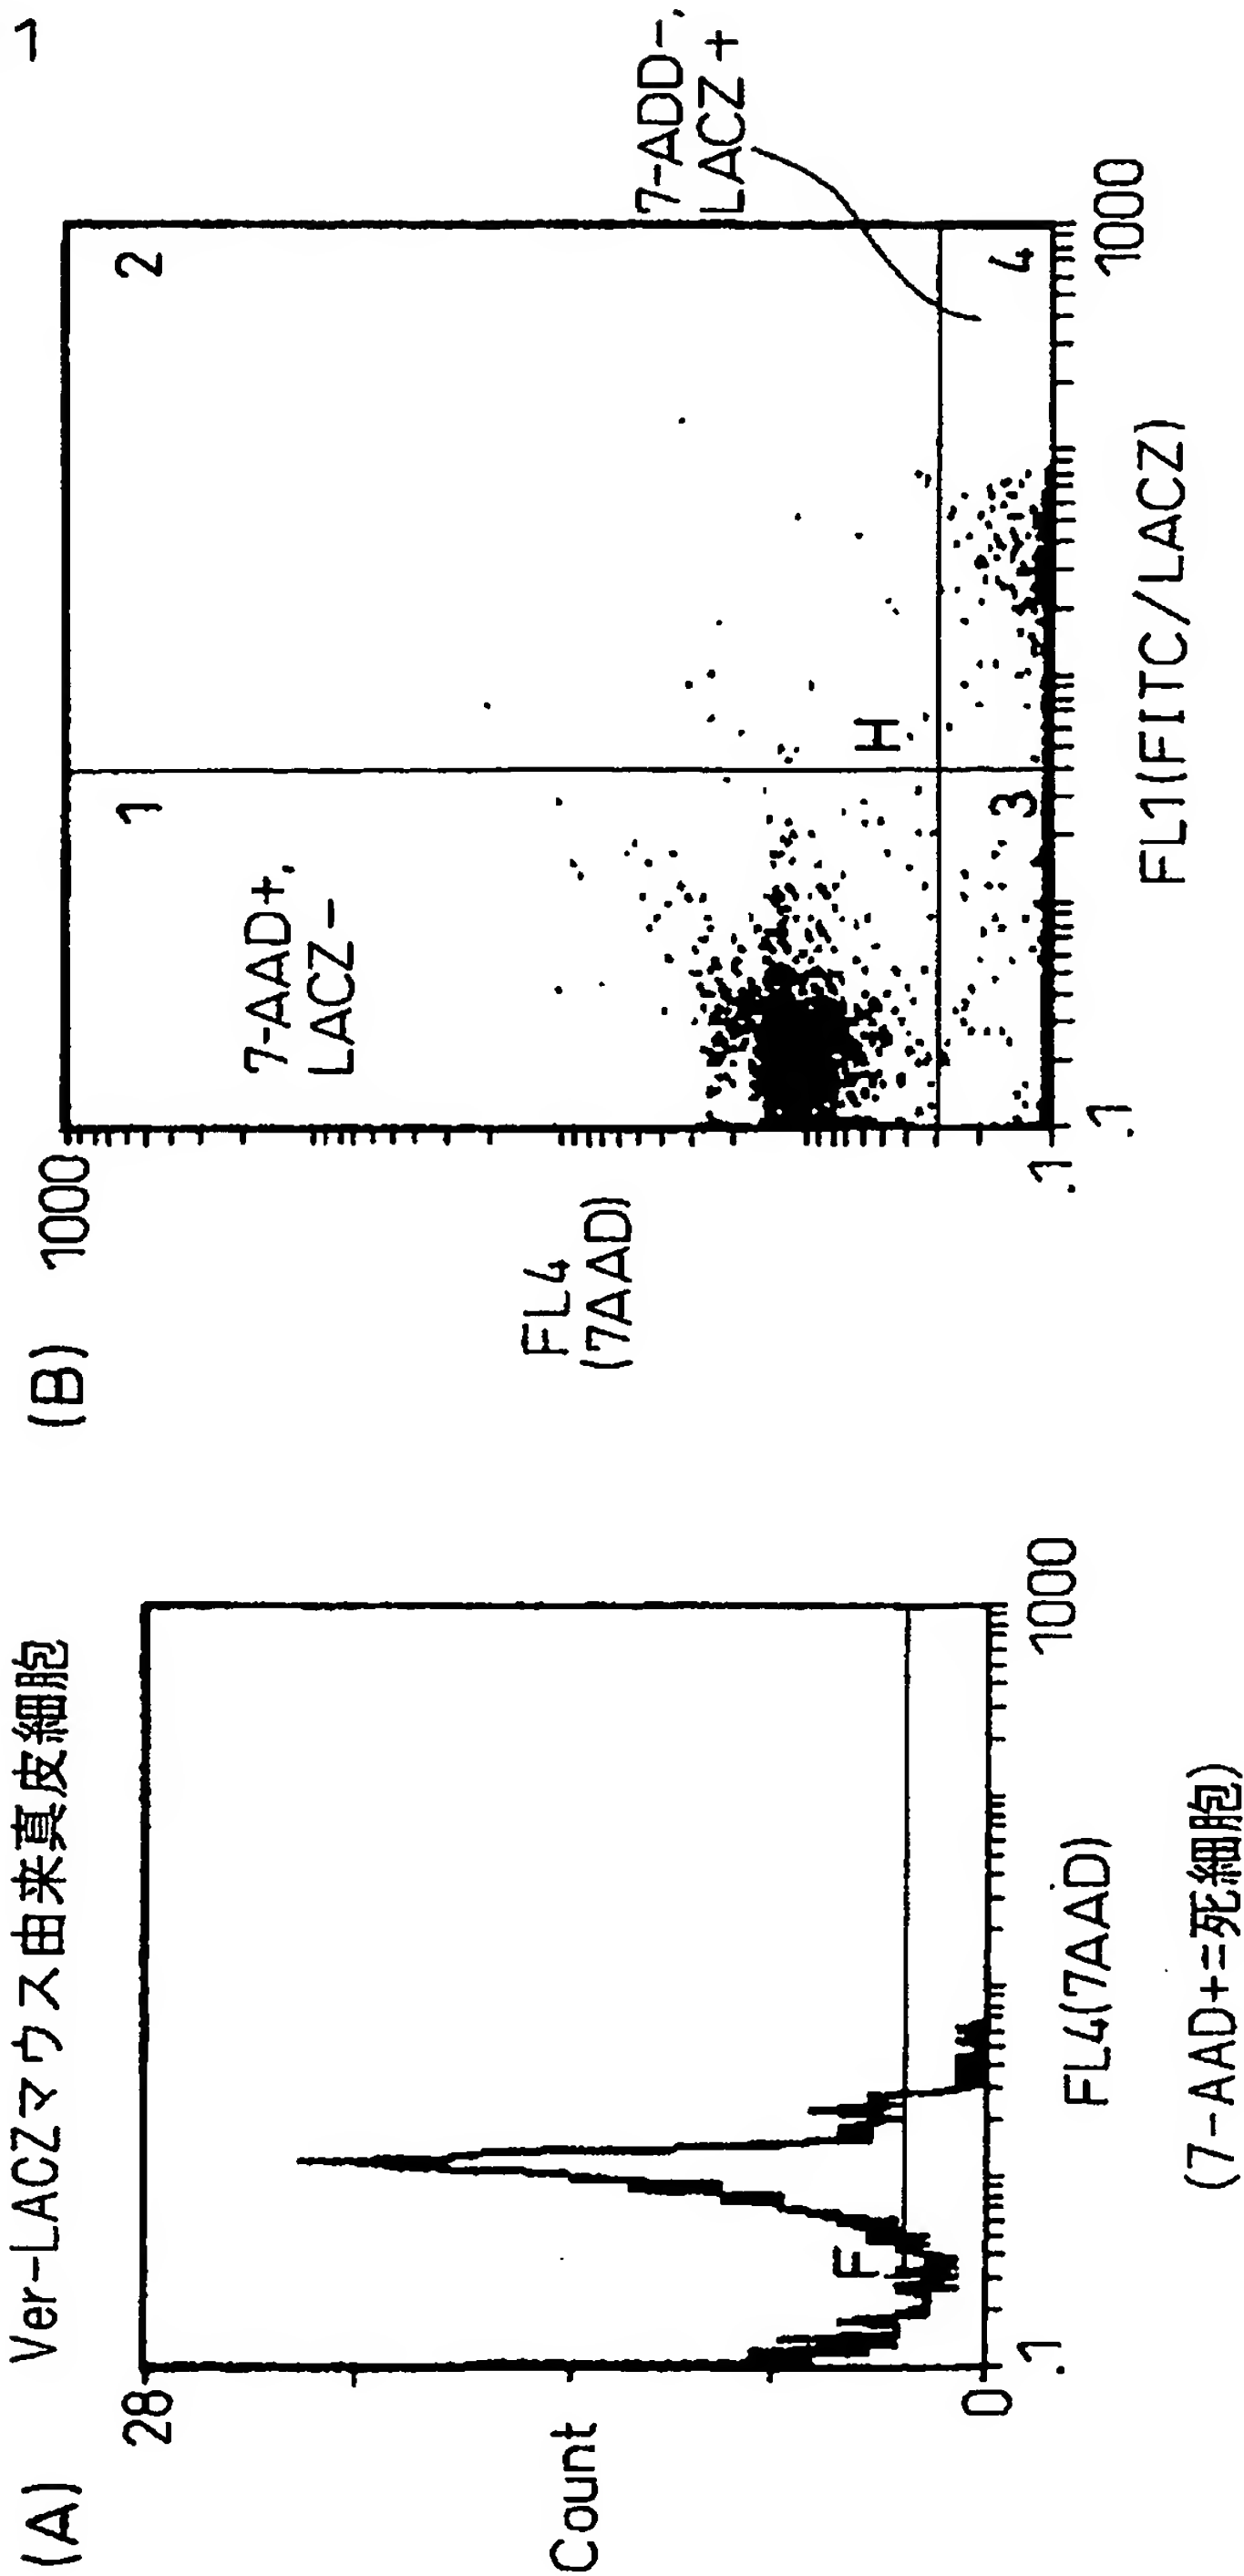 1
(A) Ver-LACZマウス由来真皮細胞
28
Count
0
F
.1
1000
FL4(7AAD)
(7-AAD+=死細胞)
(B)
1000
FL4
(7AAD)
.1
7-AAD+,
LACZ-
1
2
H
3
4
7-ADD-,
LACZ+
.1
1000
FL1(FITC/LACZ)